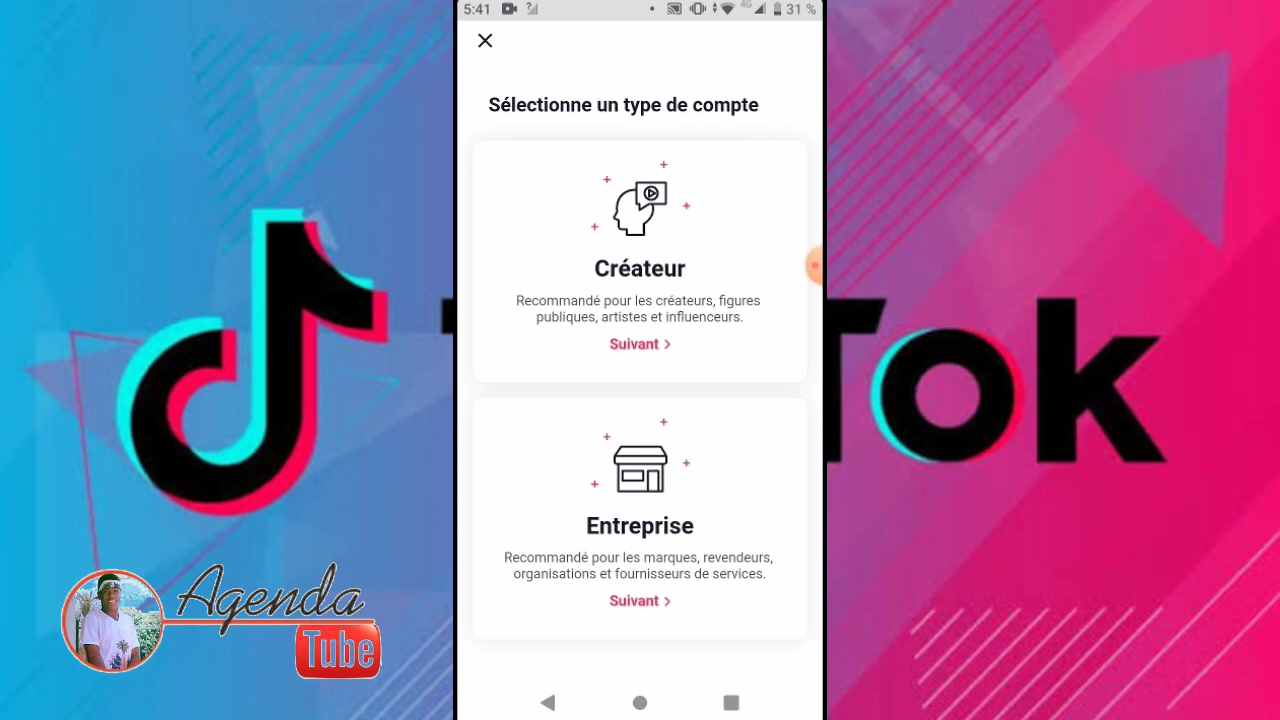 5:41
4G
31 %
Sélectionne un type de compte
Créateur
Recommandé pour les créateurs, figures
publiques, artistes et influenceurs.
Suivant
Entreprise
Recommandé pour les marques, revendeurs,
organisations et fournisseurs de services.
Suivant
Tok
Agenda
Tube